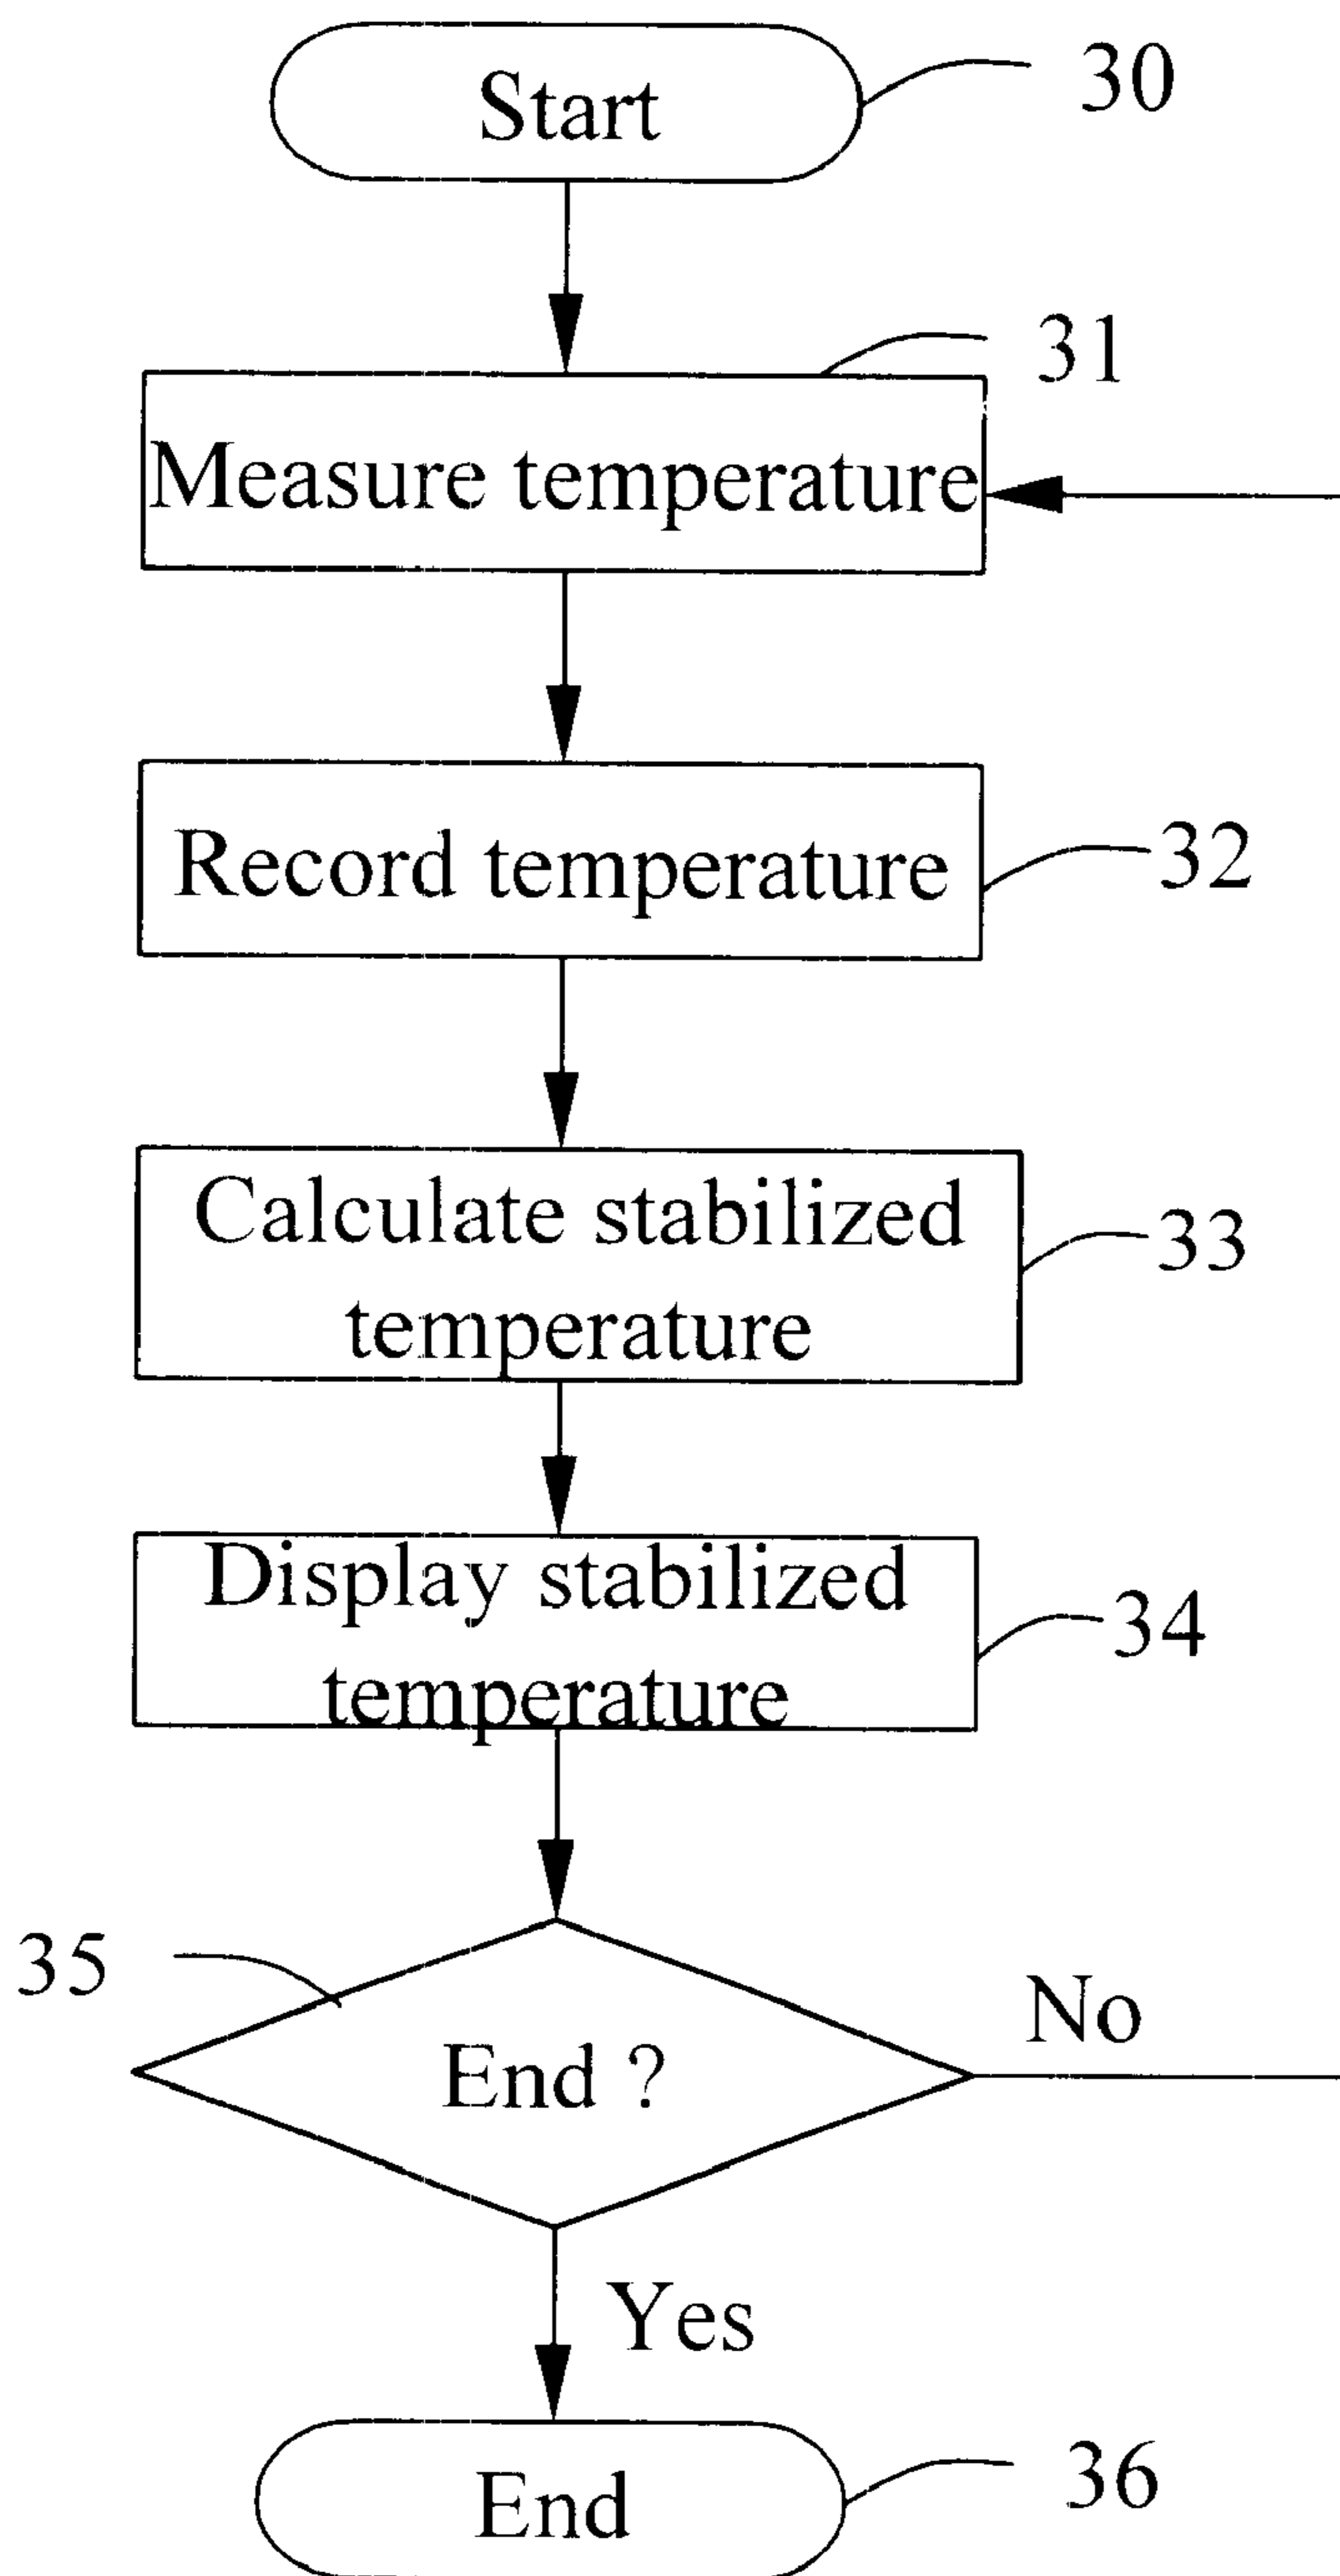 Start
30
31
Measure temperature
Record temperature
32
Calculate stabilized
temperature
33
Display stabilized
temperature
34
35
End ?
No
Yes
End
36